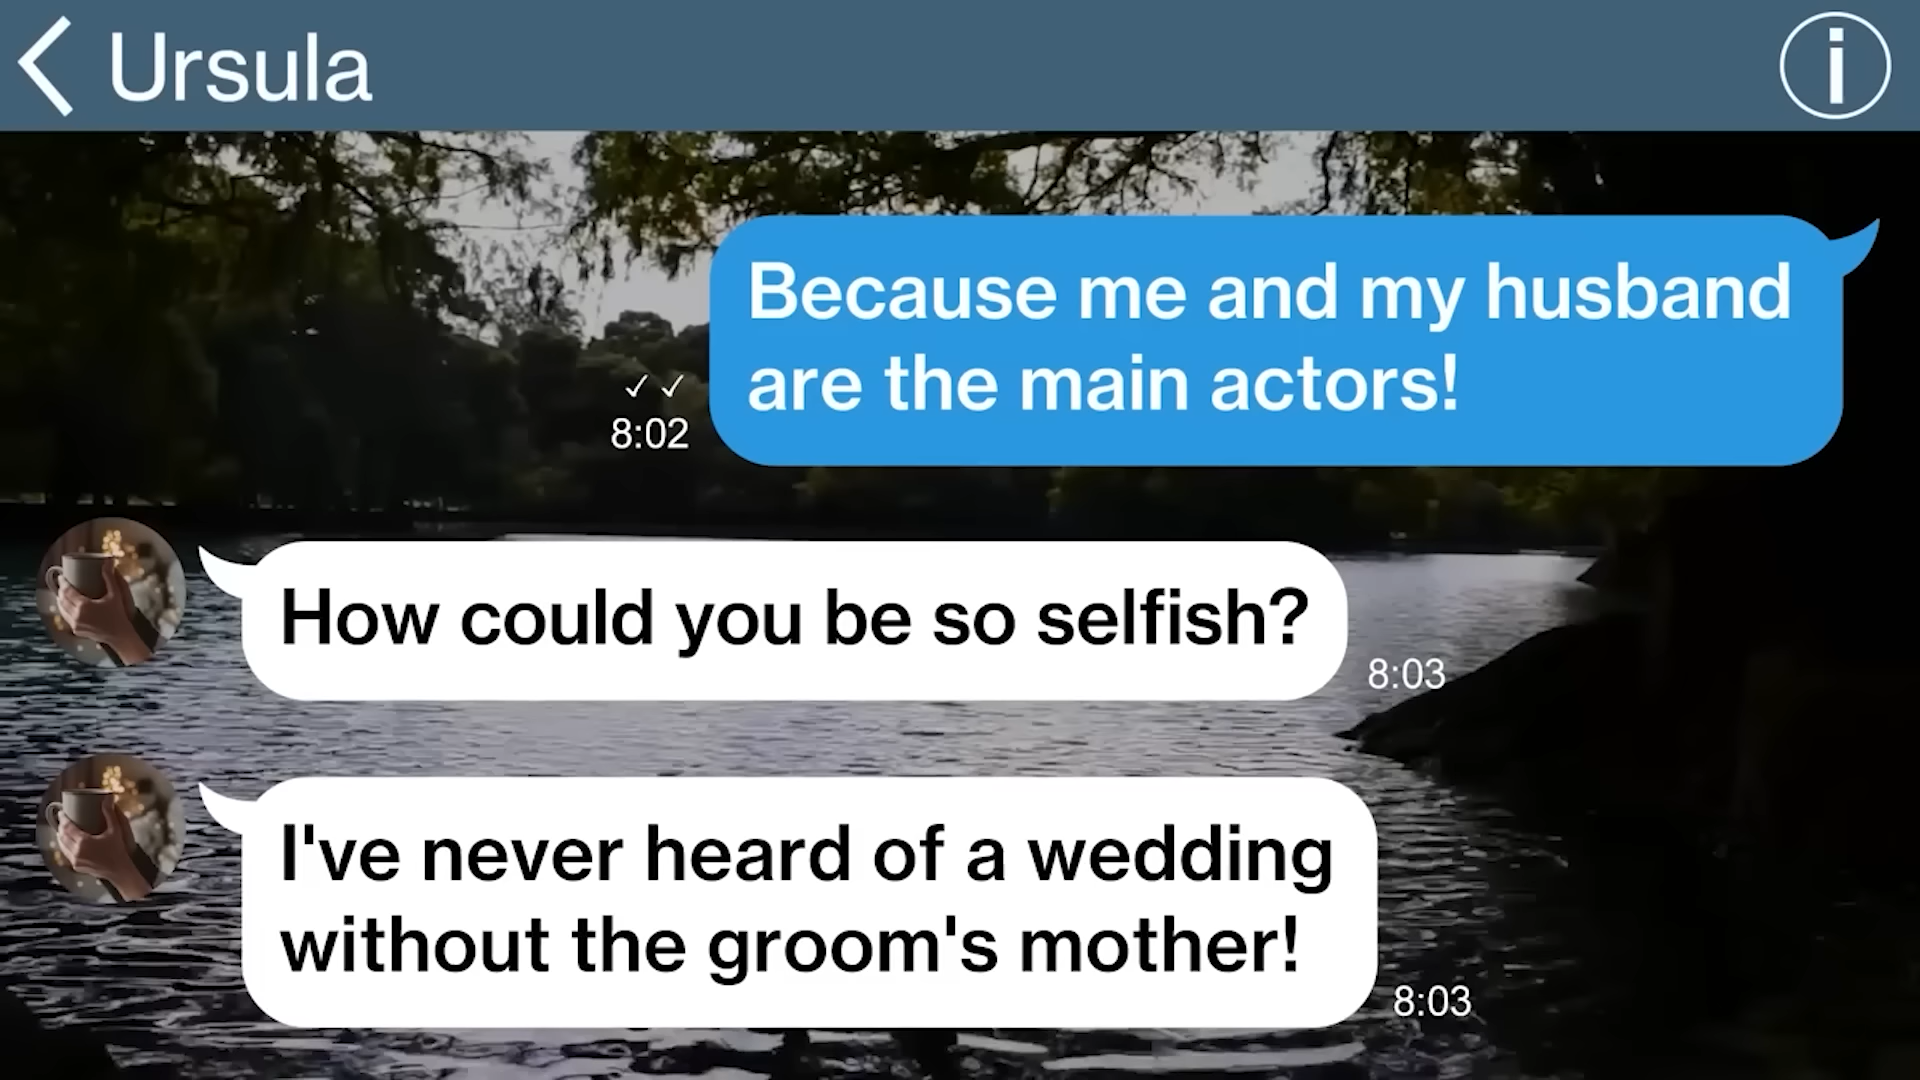 Ursula
Because me and my husband
are the main actors!
✓✓
8:02
How could you be so selfish?
8:03
I've never heard of a wedding
without the groom's mother!
8:03